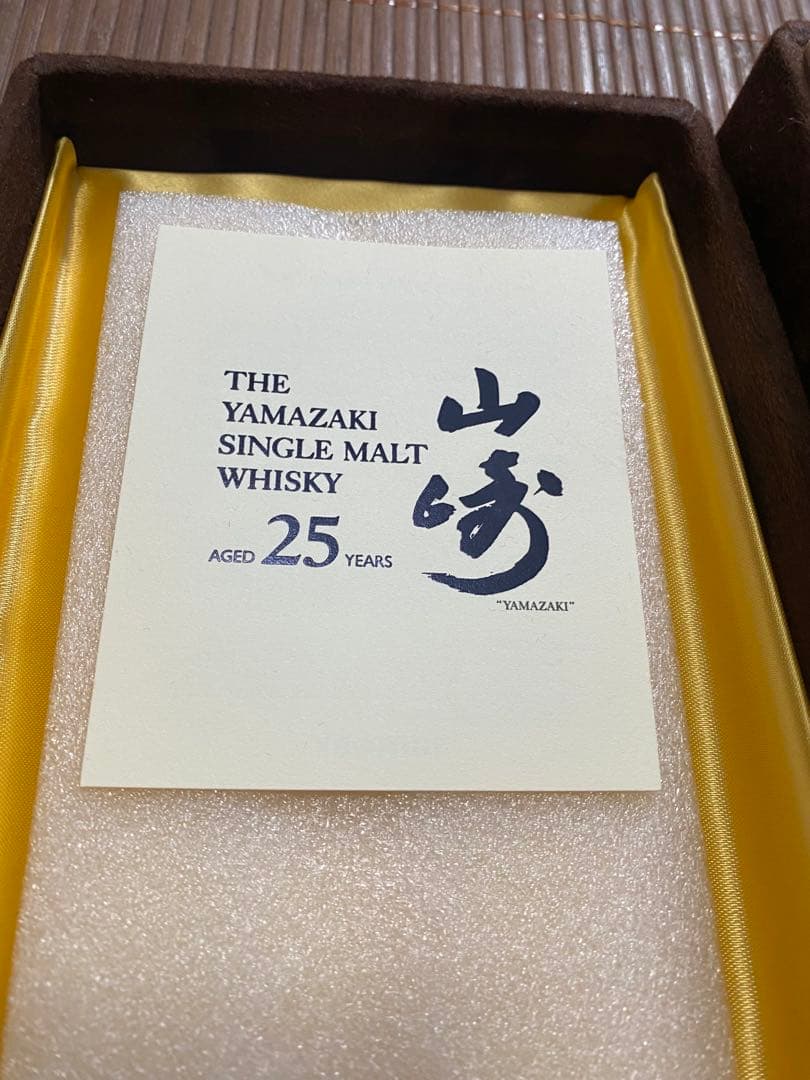 THE
YAMAZAKI
SINGLE MALT
WHISKY
AGED 25 YEARS
山
崎
"YAMAZAKI"